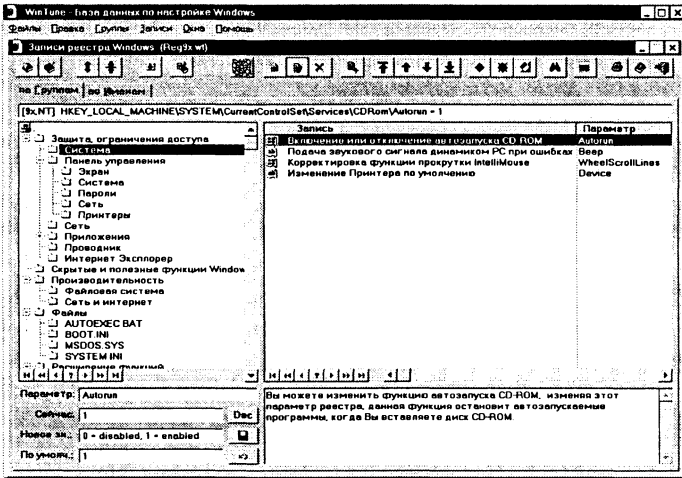 WinTune - База данных по настройке Windows
Файлы Правка Группы Записи Окна Помощь
Записи реестра Windows (Reg9x.wt)
по Группам по Именам
[9x,NT] HKEY_LOCAL_MACHINE\SYSTEM\CurrentControlSet\Services\CDRom\Autorun = 1
Защита, ограничения доступа
Система
Панель управления
Экран
Система
Пароли
Сеть
Принтеры
Сеть
Приложения
Проводник
Интернет Эксплорер
Скрытые и полезные функции Window
Производительность
Файловая система
Сеть и интернет
Файлы
AUTOEXEC.BAT
BOOT.INI
MSDOS.SYS
SYSTEM.INI
Расширение функций
Запись Параметр
Включение или отключение автозапуска CD-ROM Autorun
Подача звукового сигнала динамиком PC при ошибках Beep
Корректировка функции прокрутки IntelliMouse WheelScrollLines
Изменение Принтера по умолчанию Device
Параметр: Autorun
Сейчас: 1 Dec
Новое зн.: 0 - disabled, 1 - enabled
По умолч.: 1
Вы можете изменить функцию автозапуска CD-ROM, изменяя этот
параметр реестра, данная функция остановит автозапускаемые
программы, когда Вы вставляете диск CD-ROM.